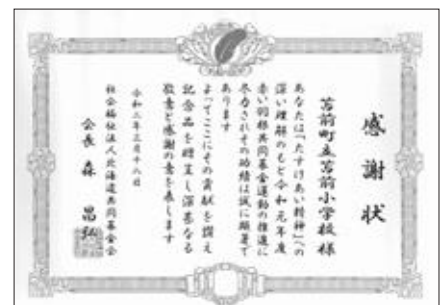 感謝状
苫前町立苫前小学校様
あなたは「たすけあい精神」への
深い理解のもと令和元年度
赤い羽根共同募金運動の推進に
尽力されその功績は誠に顕著で
あります
よってここにその貢献を讃え
記念品を贈呈し深甚なる
敬意と感謝の意を表します
令和二年三月十八日
社会福祉法人北海道共同募金会
会長 森 昌弘